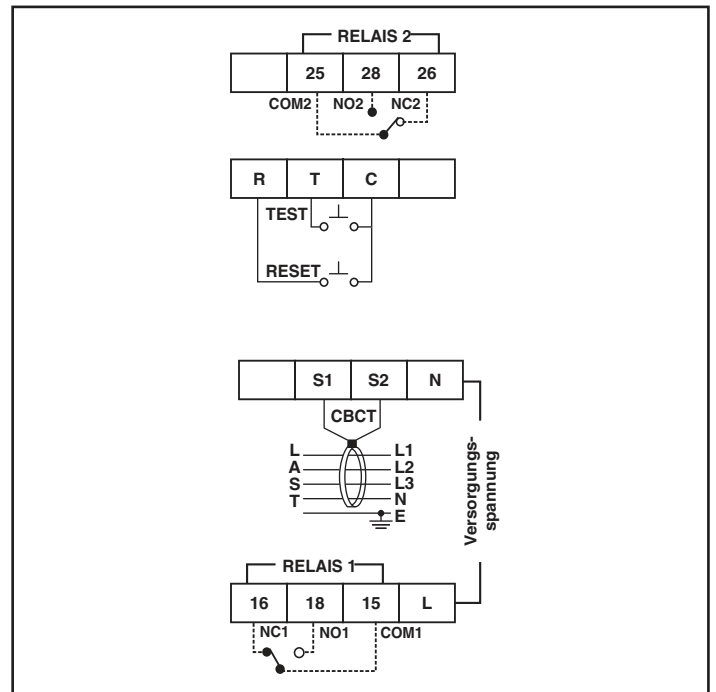 RELAIS 2
25 28 26
COM2 NO2 NC2
R T C
TEST
RESET
S1 S2 N
CBCT
L L1
A L2
S L3
T N
E
Versorgungs-
spannung
RELAIS 1
16 18 15 L
NC1 NO1 COM1